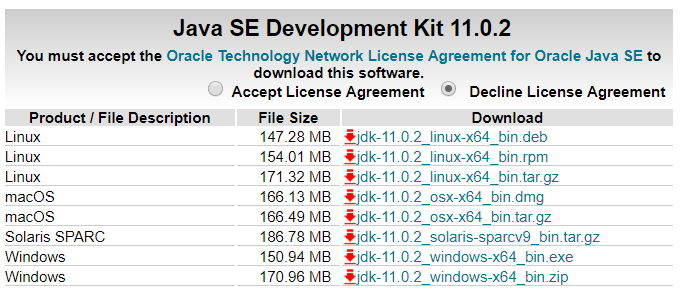 Java SE Development Kit 11.0.2
You must accept the Oracle Technology Network License Agreement for Oracle Java SE to
download this software.
Accept License Agreement Decline License Agreement
Product / File Description File Size Download
Linux 147.28 MB jdk-11.0.2_linux-x64_bin.deb
Linux 154.01 MB jdk-11.0.2_linux-x64_bin.rpm
Linux 171.32 MB jdk-11.0.2_linux-x64_bin.tar.gz
macOS 166.13 MB jdk-11.0.2_osx-x64_bin.dmg
macOS 166.49 MB jdk-11.0.2_osx-x64_bin.tar.gz
Solaris SPARC 186.78 MB jdk-11.0.2_solaris-sparcv9_bin.tar.gz
Windows 150.94 MB jdk-11.0.2_windows-x64_bin.exe
Windows 170.96 MB jdk-11.0.2_windows-x64_bin.zip